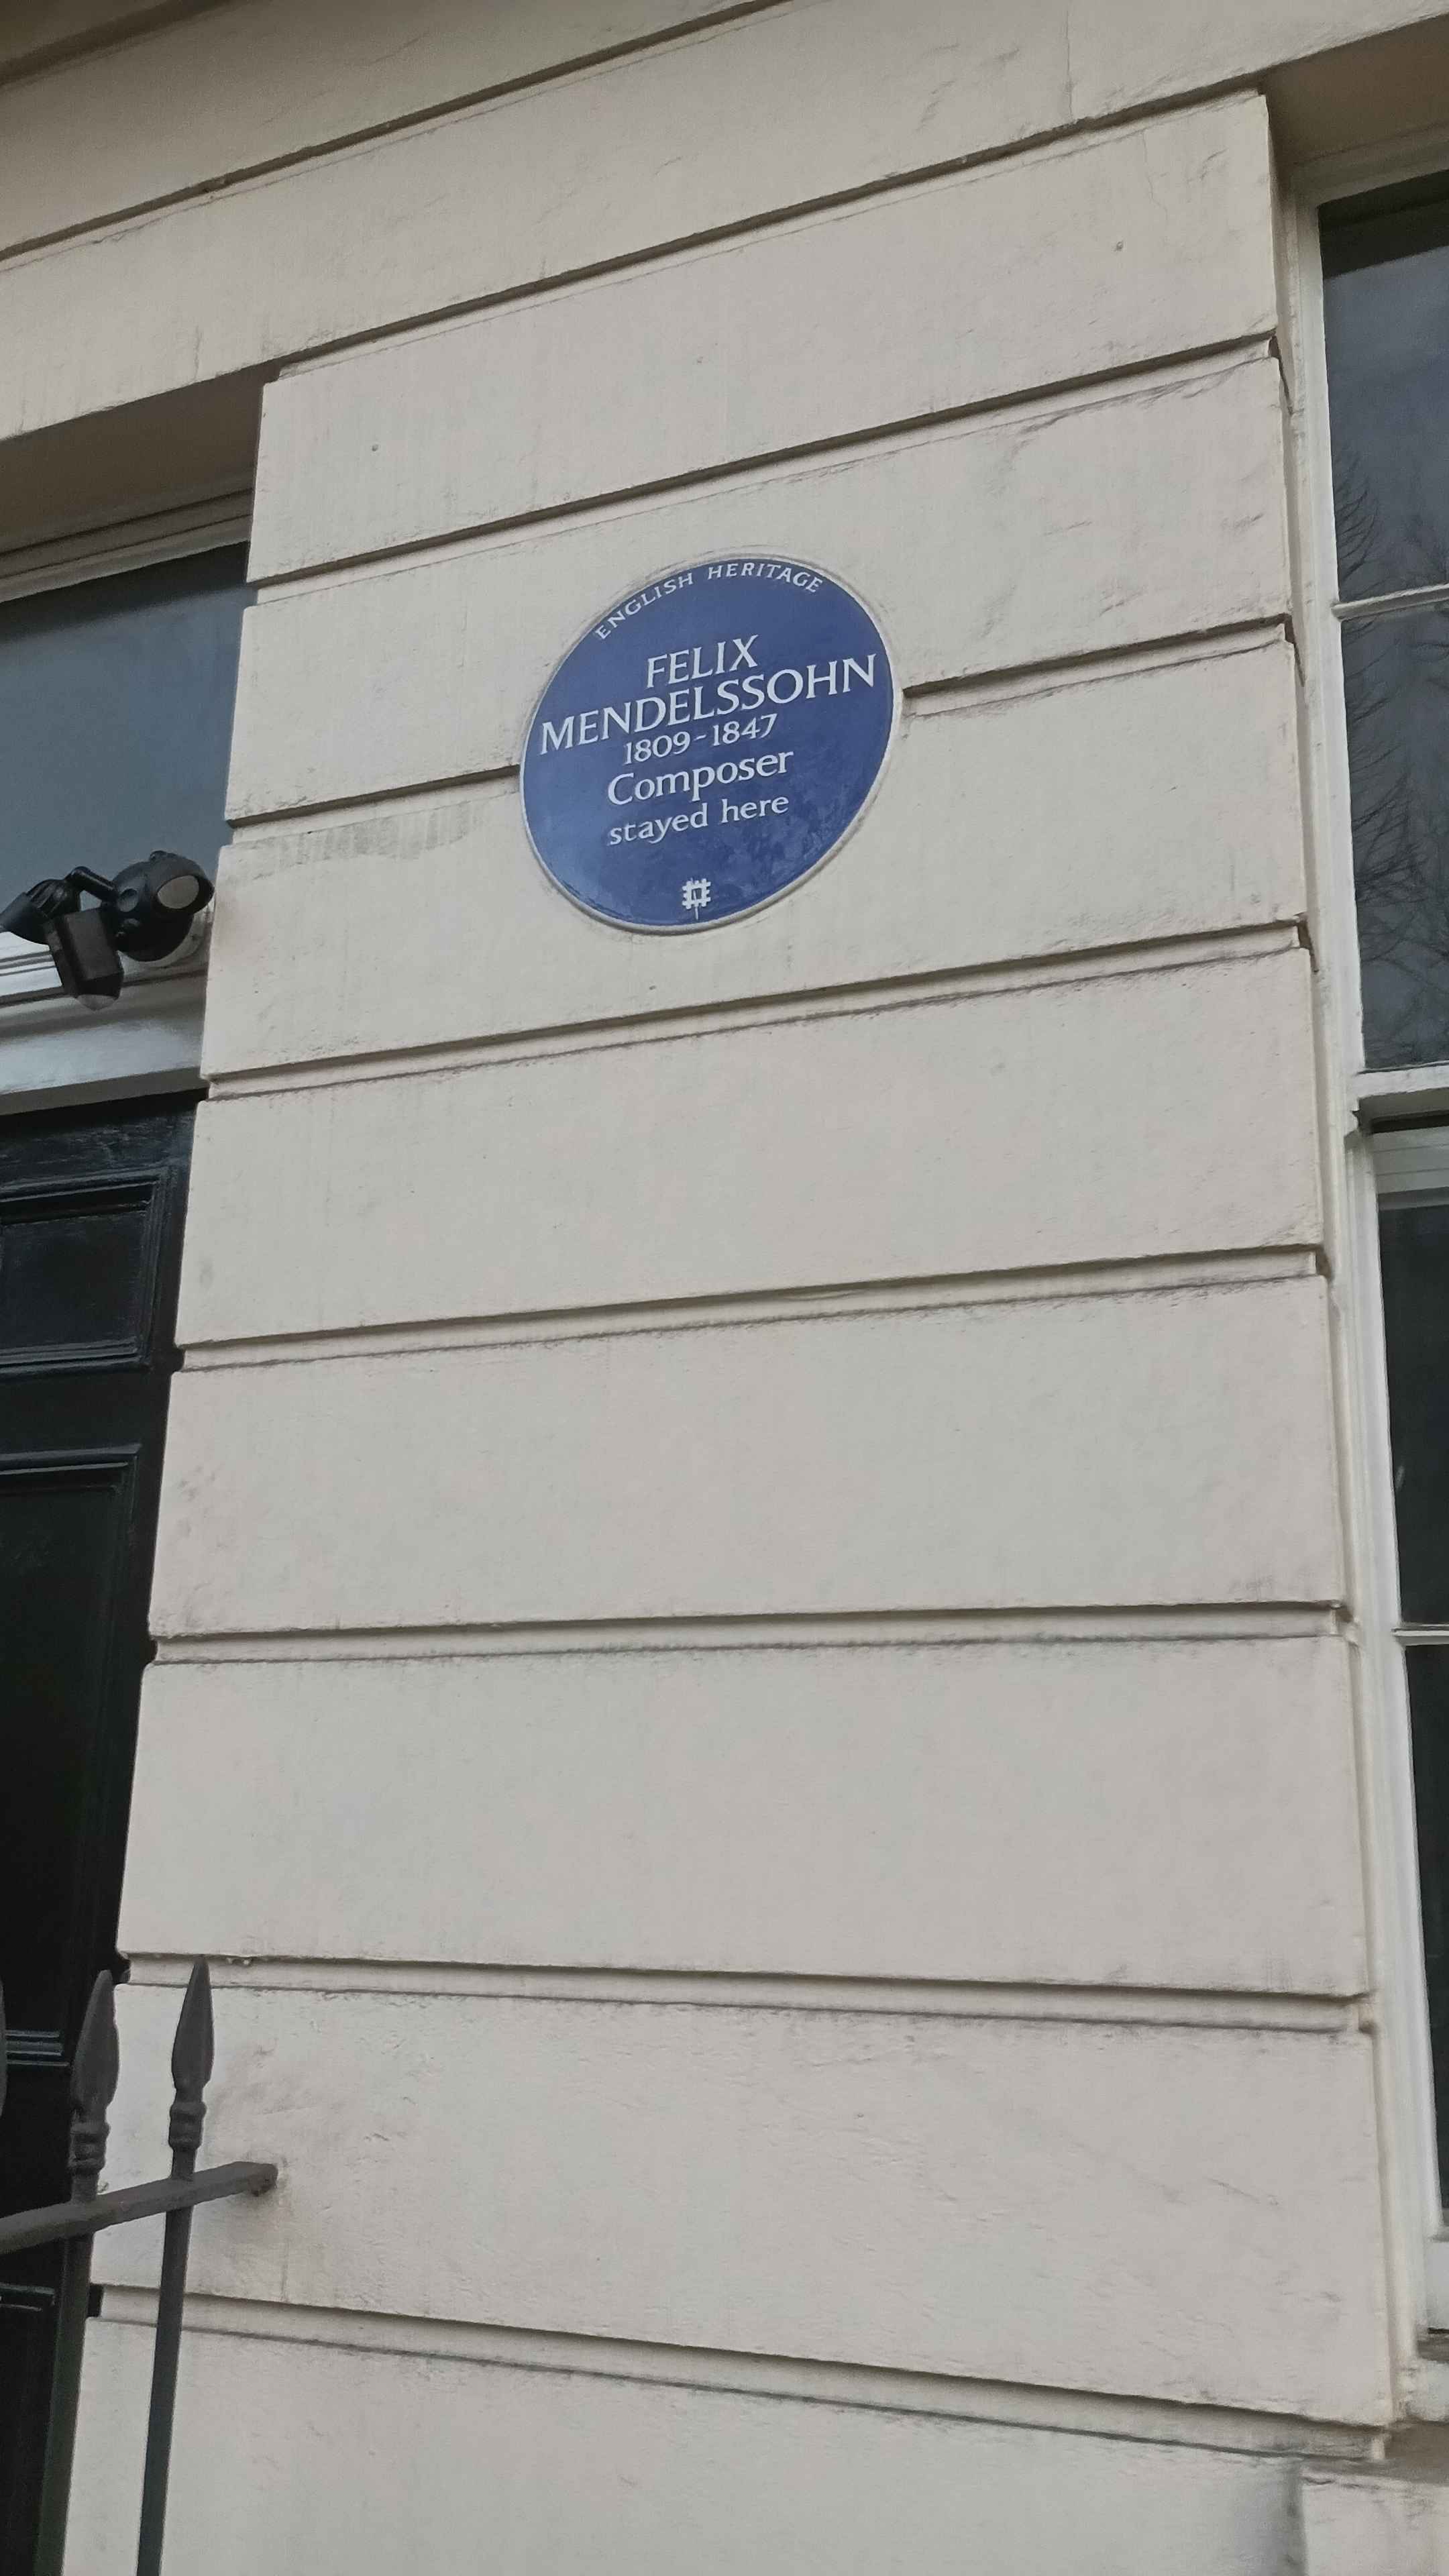 ENGLISH HERITAGE
FELIX
MENDELSSOHN
1809-1847
Composer
stayed here